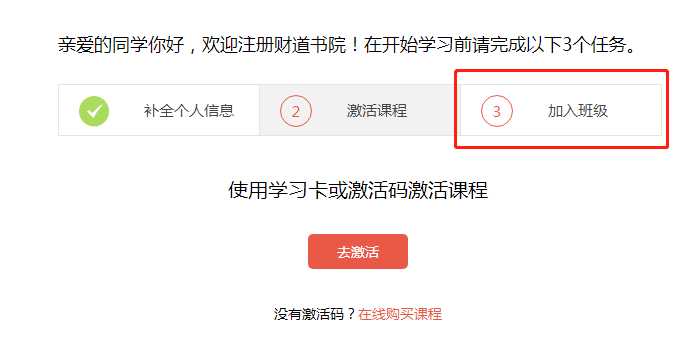 亲爱的同学你好，欢迎注册财道书院！在开始学习前请完成以下3个任务。
补全个人信息 2 激活课程 3 加入班级
使用学习卡或激活码激活课程
去激活
没有激活码？在线购买课程